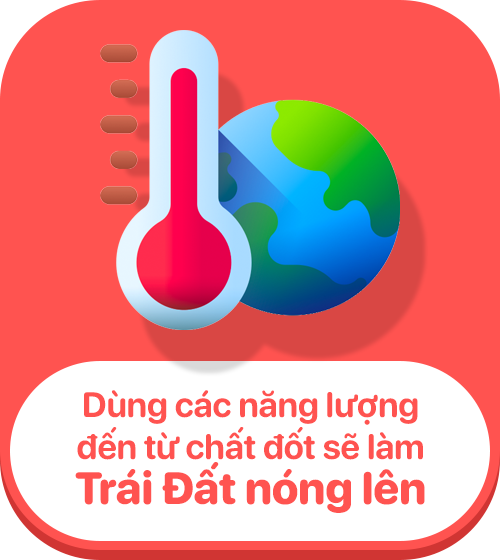 Dùng các năng lượng
đến từ chất đốt sẽ làm
Trái Đất nóng lên